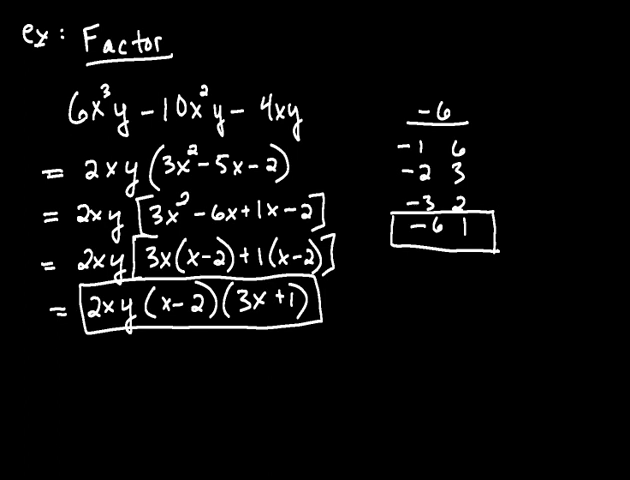 ex: Factor
6x³y - 10x²y - 4xy
= 2xy(3x² - 5x - 2)
= 2xy[3x² - 6x + 1x - 2]
= 2xy[3x(x-2) + 1(x-2)]
= 2xy(x-2)(3x+1)
-6
-1 6
-2 3
-3 2
-6 1